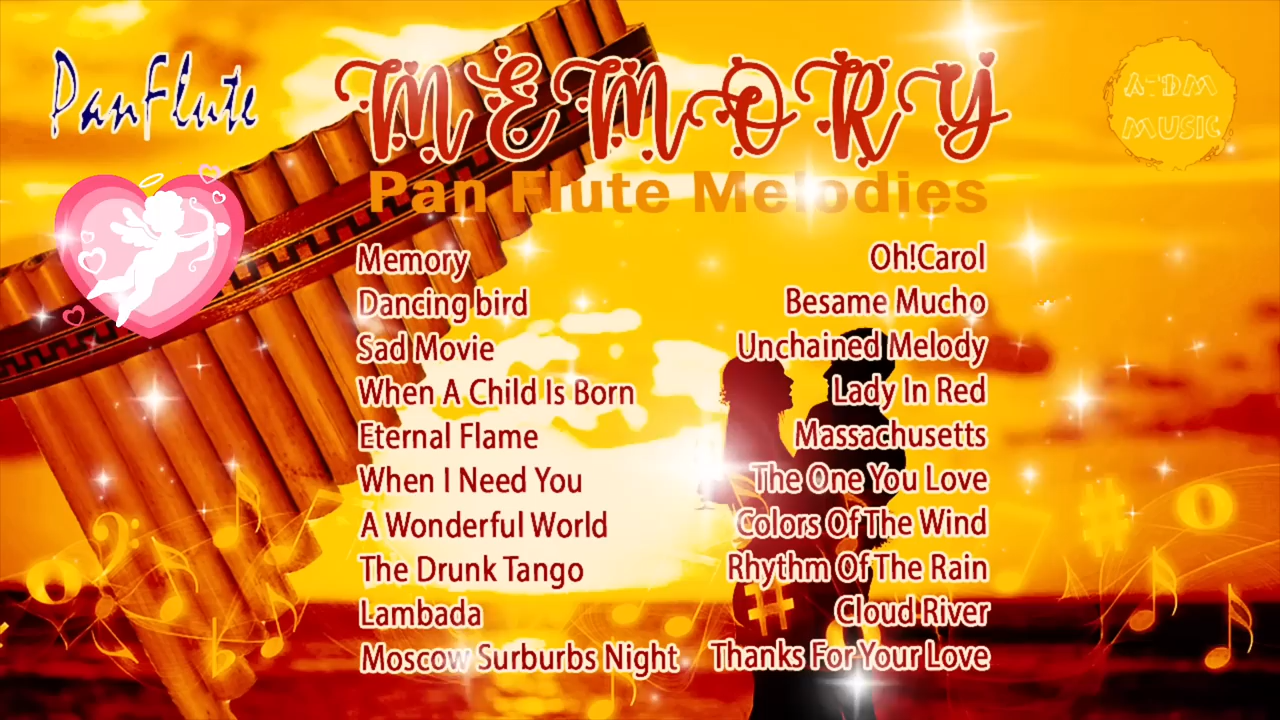 PanFlute
MEMORY
A-DM
MUSIC
Pan Flute Melodies
Memory
Dancing bird
Sad Movie
When A Child Is Born
Eternal Flame
When I Need You
A Wonderful World
The Drunk Tango
Lambada
Moscow Surburbs Night
Oh!Carol
Besame Mucho
Unchained Melody
Lady In Red
Massachusetts
The One You Love
Colors Of The Wind
Rhythm Of The Rain
Cloud River
Thanks For Your Love